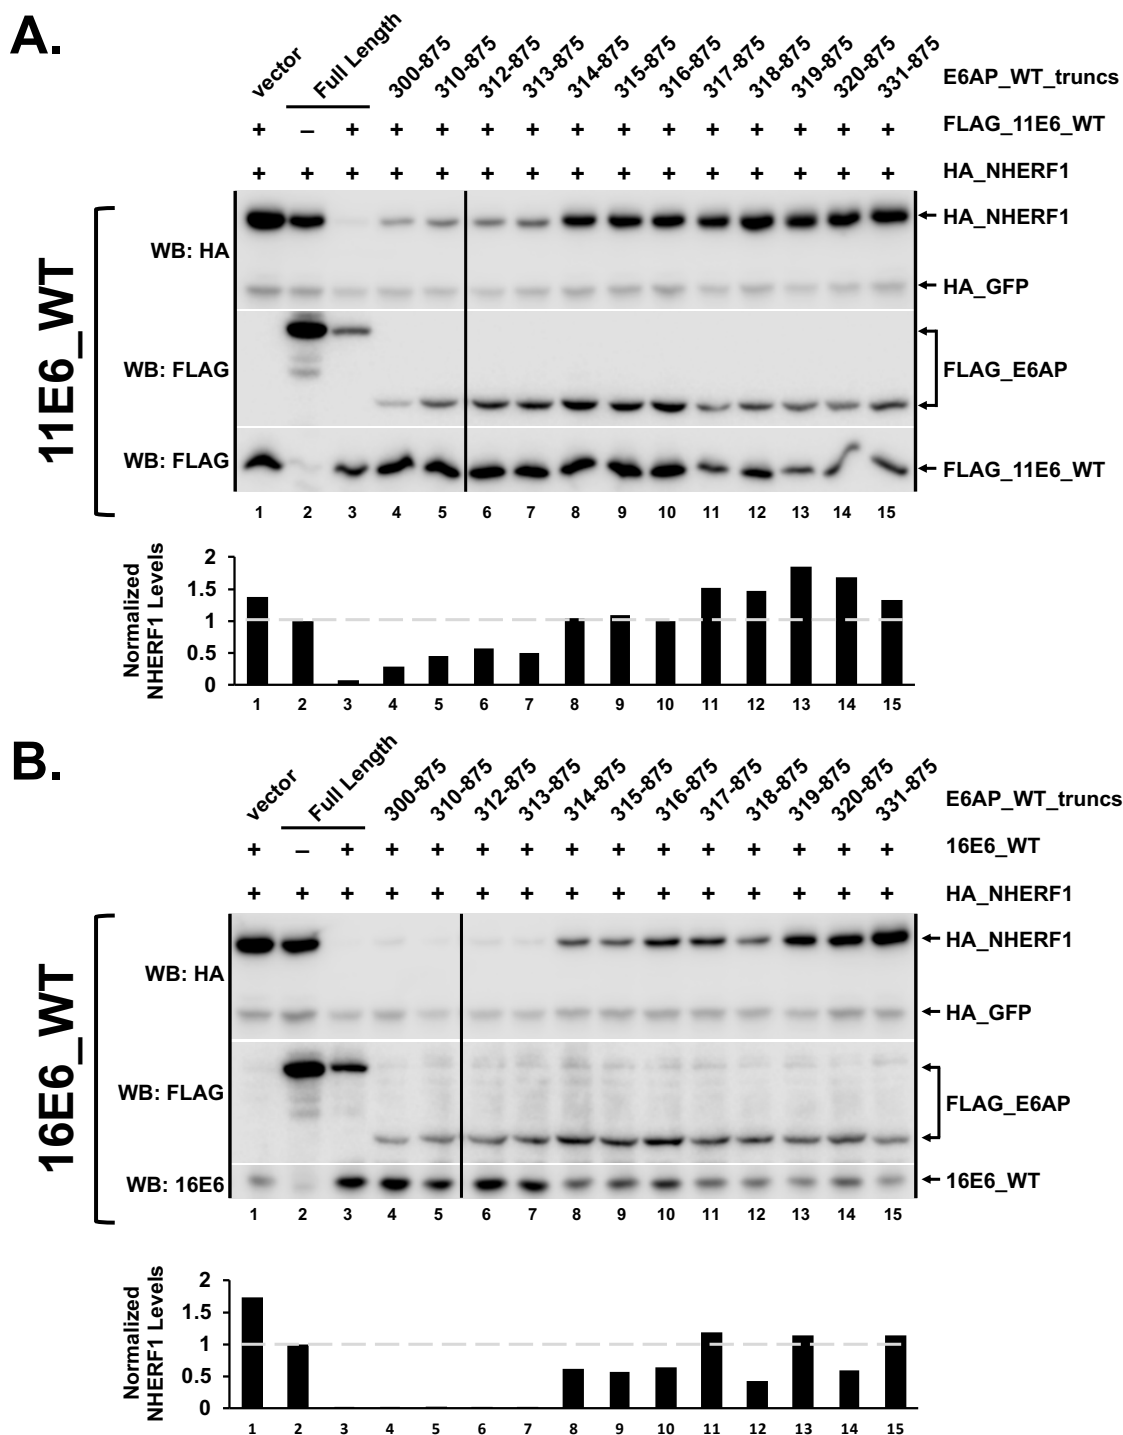 A.
vector Full Length 300-875 310-875 312-875 313-875 314-875 315-875 316-875 317-875 318-875 319-875 320-875 331-875 E6AP_WT_truncs
+ – + + + + + + + + + + + + + FLAG_11E6_WT
+ + + + + + + + + + + + + + + HA_NHERF1
11E6_WT
WB: HA
HA_NHERF1
HA_GFP
WB: FLAG
FLAG_E6AP
WB: FLAG
FLAG_11E6_WT
1 2 3 4 5 6 7 8 9 10 11 12 13 14 15
Normalized
NHERF1 Levels
2
1.5
1
0.5
0
1 2 3 4 5 6 7 8 9 10 11 12 13 14 15
B.
vector Full Length 300-875 310-875 312-875 313-875 314-875 315-875 316-875 317-875 318-875 319-875 320-875 331-875 E6AP_WT_truncs
+ – + + + + + + + + + + + + + 16E6_WT
+ + + + + + + + + + + + + + + HA_NHERF1
16E6_WT
WB: HA
HA_NHERF1
HA_GFP
WB: FLAG
FLAG_E6AP
WB: 16E6
16E6_WT
1 2 3 4 5 6 7 8 9 10 11 12 13 14 15
Normalized
NHERF1 Levels
2
1.5
1
0.5
0
1 2 3 4 5 6 7 8 9 10 11 12 13 14 15